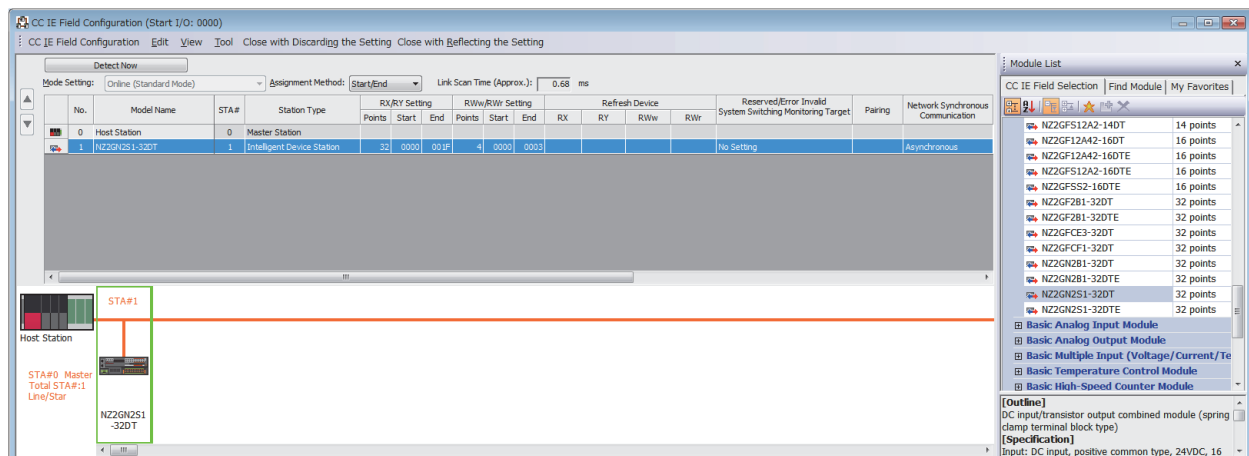 CC IE Field Configuration (Start I/O: 0000)
CC IE Field Configuration Edit View Tool Close with Discarding the Setting Close with Reflecting the Setting
Detect Now
Mode Setting: Online (Standard Mode) Assignment Method: Start/End Link Scan Time (Approx.): 0.68 ms
No. Model Name STA# Station Type RX/RY Setting RWw/RWr Setting Refresh Device Reserved/Error Invalid System Switching Monitoring Target Pairing Network Synchronous Communication
Points Start End Points Start End RX RY RWw RWr
0 Host Station 0 Master Station
1 NZ2GN2S1-32DT 1 Intelligent Device Station 32 0000 001F 4 0000 0003 No Setting Asynchronous
STA#1
Host Station
STA#0 Master
Total STA#:1
Line/Star
NZ2GN2S1
-32DT
Module List
CC IE Field Selection Find Module My Favorites
NZ2GFS12A2-14DT 14 points
NZ2GF12A42-16DT 16 points
NZ2GF12A42-16DTE 16 points
NZ2GFS12A2-16DTE 16 points
NZ2GFSS2-16DTE 16 points
NZ2GF2B1-32DT 32 points
NZ2GF2B1-32DTE 32 points
NZ2GFCE3-32DT 32 points
NZ2GFCF1-32DT 32 points
NZ2GN2B1-32DT 32 points
NZ2GN2B1-32DTE 32 points
NZ2GN2S1-32DT 32 points
NZ2GN2S1-32DTE 32 points
Basic Analog Input Module
Basic Analog Output Module
Basic Multiple Input (Voltage/Current/Te
Basic Temperature Control Module
Basic High-Speed Counter Module
[Outline]
DC input/transistor output combined module (spring
clamp terminal block type)
[Specification]
Input: DC input, positive common type, 24VDC, 16